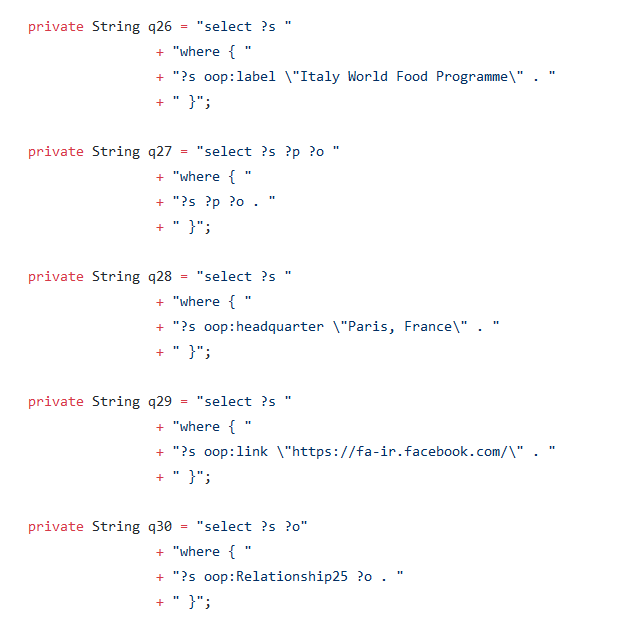 private String q26 = "select ?s "
+ "where { "
+ "?s oop:label \"Italy World Food Programme\" . "
+ " }";
private String q27 = "select ?s ?p ?o "
+ "where { "
+ "?s ?p ?o . "
+ " }";
private String q28 = "select ?s "
+ "where { "
+ "?s oop:headquarter \"Paris, France\" . "
+ " }";
private String q29 = "select ?s "
+ "where { "
+ "?s oop:link \"https://fa-ir.facebook.com/\" . "
+ " }";
private String q30 = "select ?s ?o"
+ "where { "
+ "?s oop:Relationship25 ?o . "
+ " }";